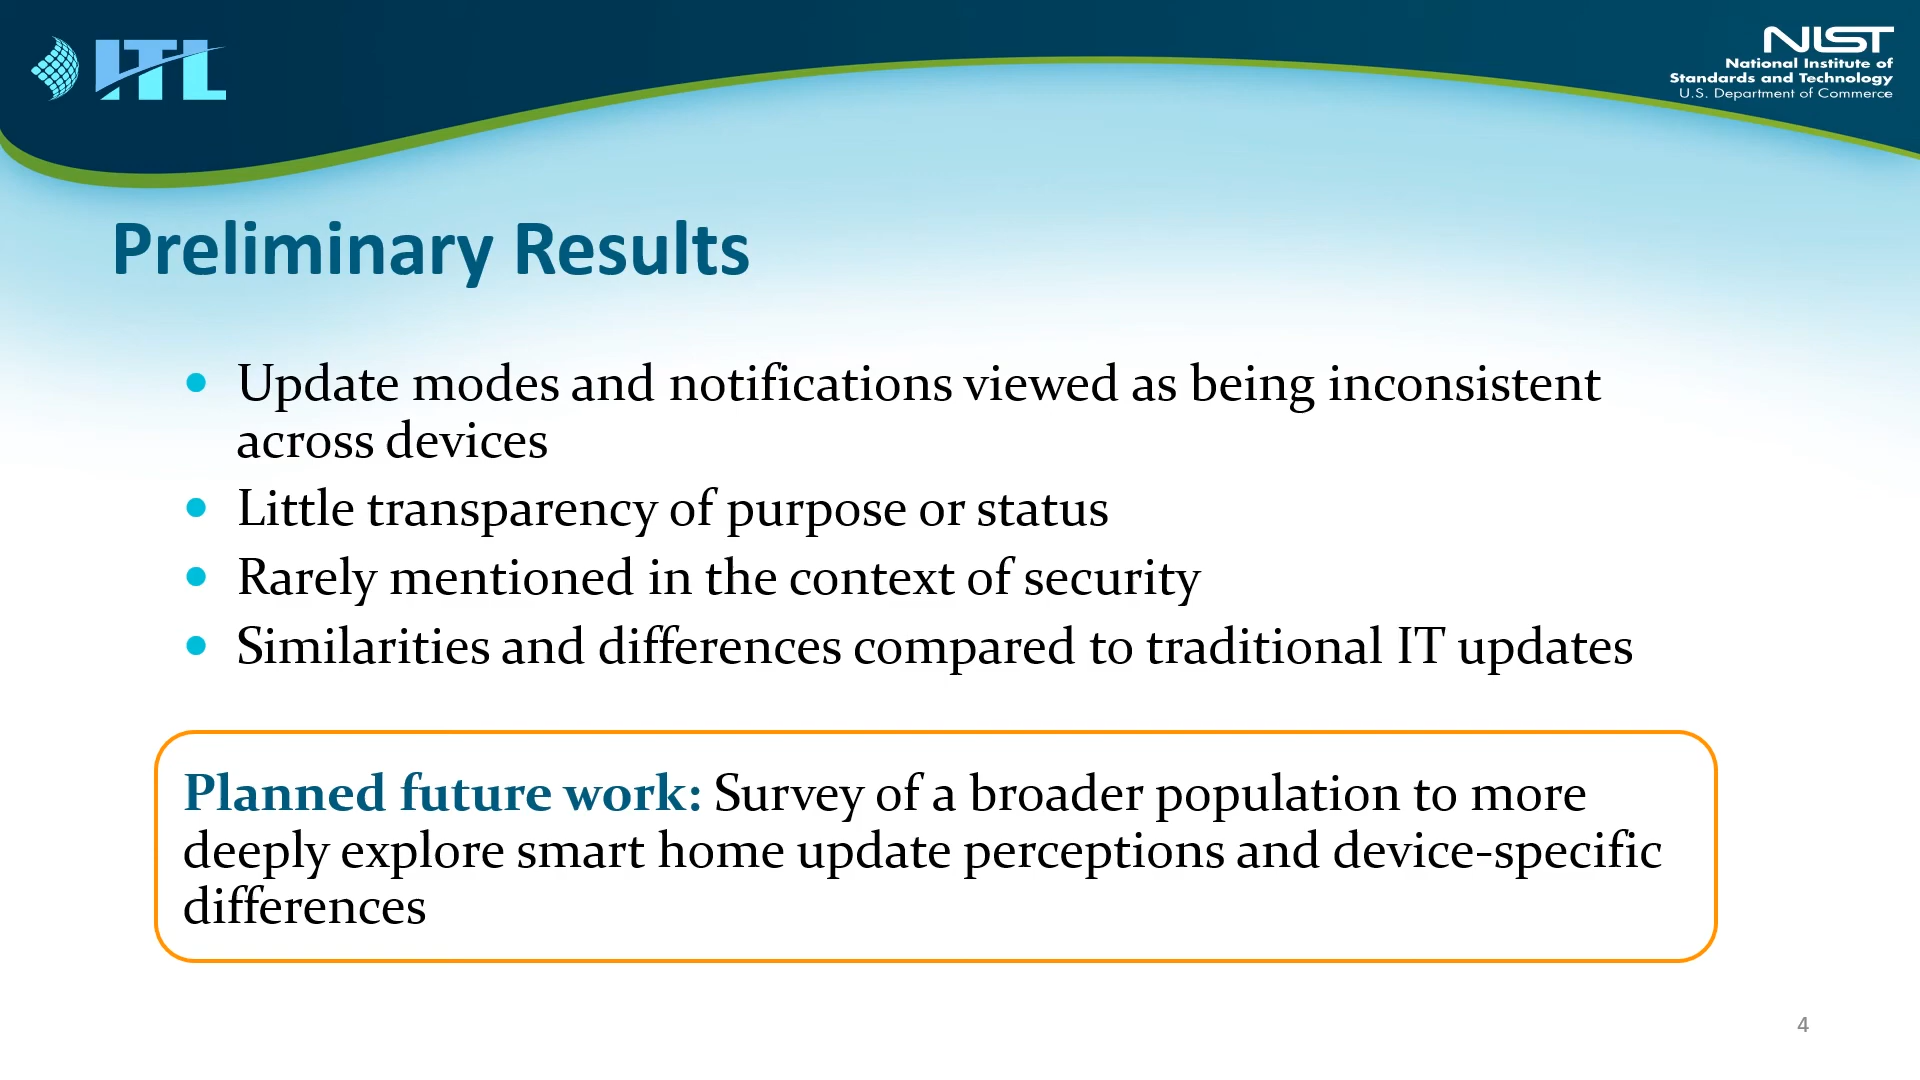 ITL
NIST
National Institute of
Standards and Technology
U.S. Department of Commerce
Preliminary Results
• Update modes and notifications viewed as being inconsistent
across devices
• Little transparency of purpose or status
• Rarely mentioned in the context of security
• Similarities and differences compared to traditional IT updates
Planned future work: Survey of a broader population to more
deeply explore smart home update perceptions and device-specific
differences
4